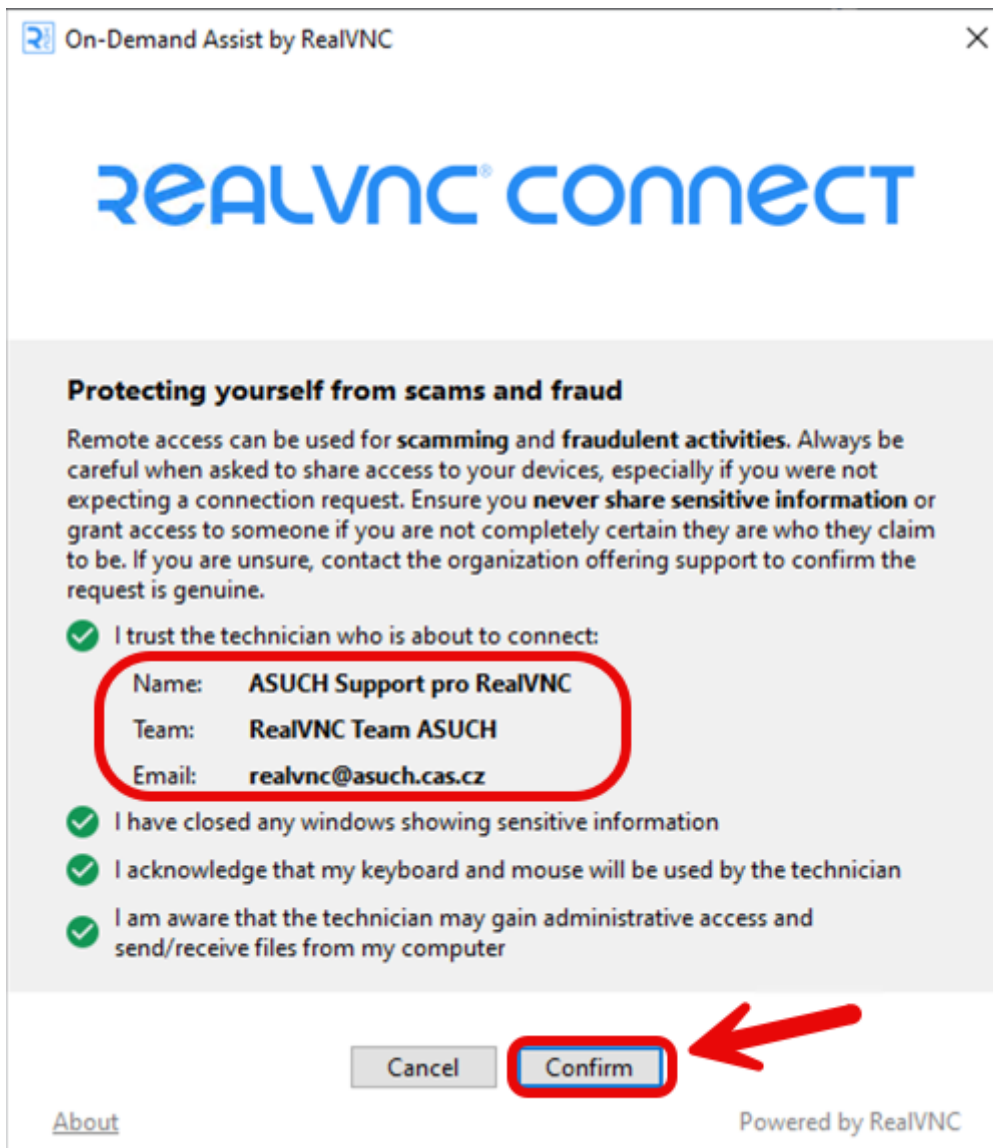 On-Demand Assist by RealVNC
REALVNC® CONNECT
Protecting yourself from scams and fraud
Remote access can be used for scamming and fraudulent activities. Always be
careful when asked to share access to your devices, especially if you were not
expecting a connection request. Ensure you never share sensitive information or
grant access to someone if you are not completely certain they are who they claim
to be. If you are unsure, contact the organization offering support to confirm the
request is genuine.
I trust the technician who is about to connect:
Name: ASUCH Support pro RealVNC
Team: RealVNC Team ASUCH
Email: realvnc@asuch.cas.cz
I have closed any windows showing sensitive information
I acknowledge that my keyboard and mouse will be used by the technician
I am aware that the technician may gain administrative access and
send/receive files from my computer
Cancel Confirm
About Powered by RealVNC